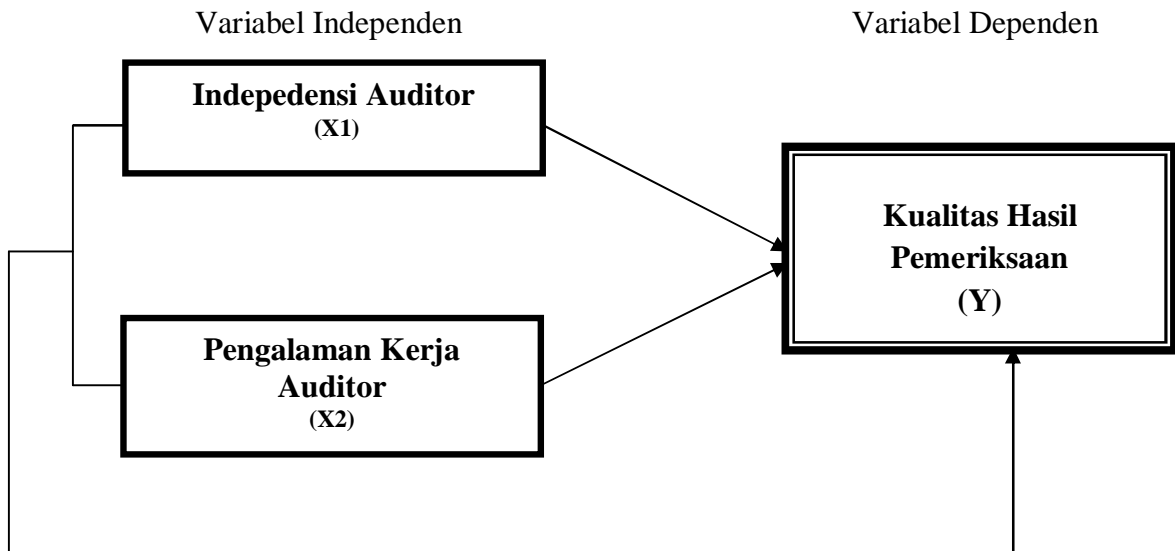 Variabel Independen
Variabel Dependen
Indepedensi Auditor
(X1)
Kualitas Hasil
Pemeriksaan
(Y)
Pengalaman Kerja
Auditor
(X2)